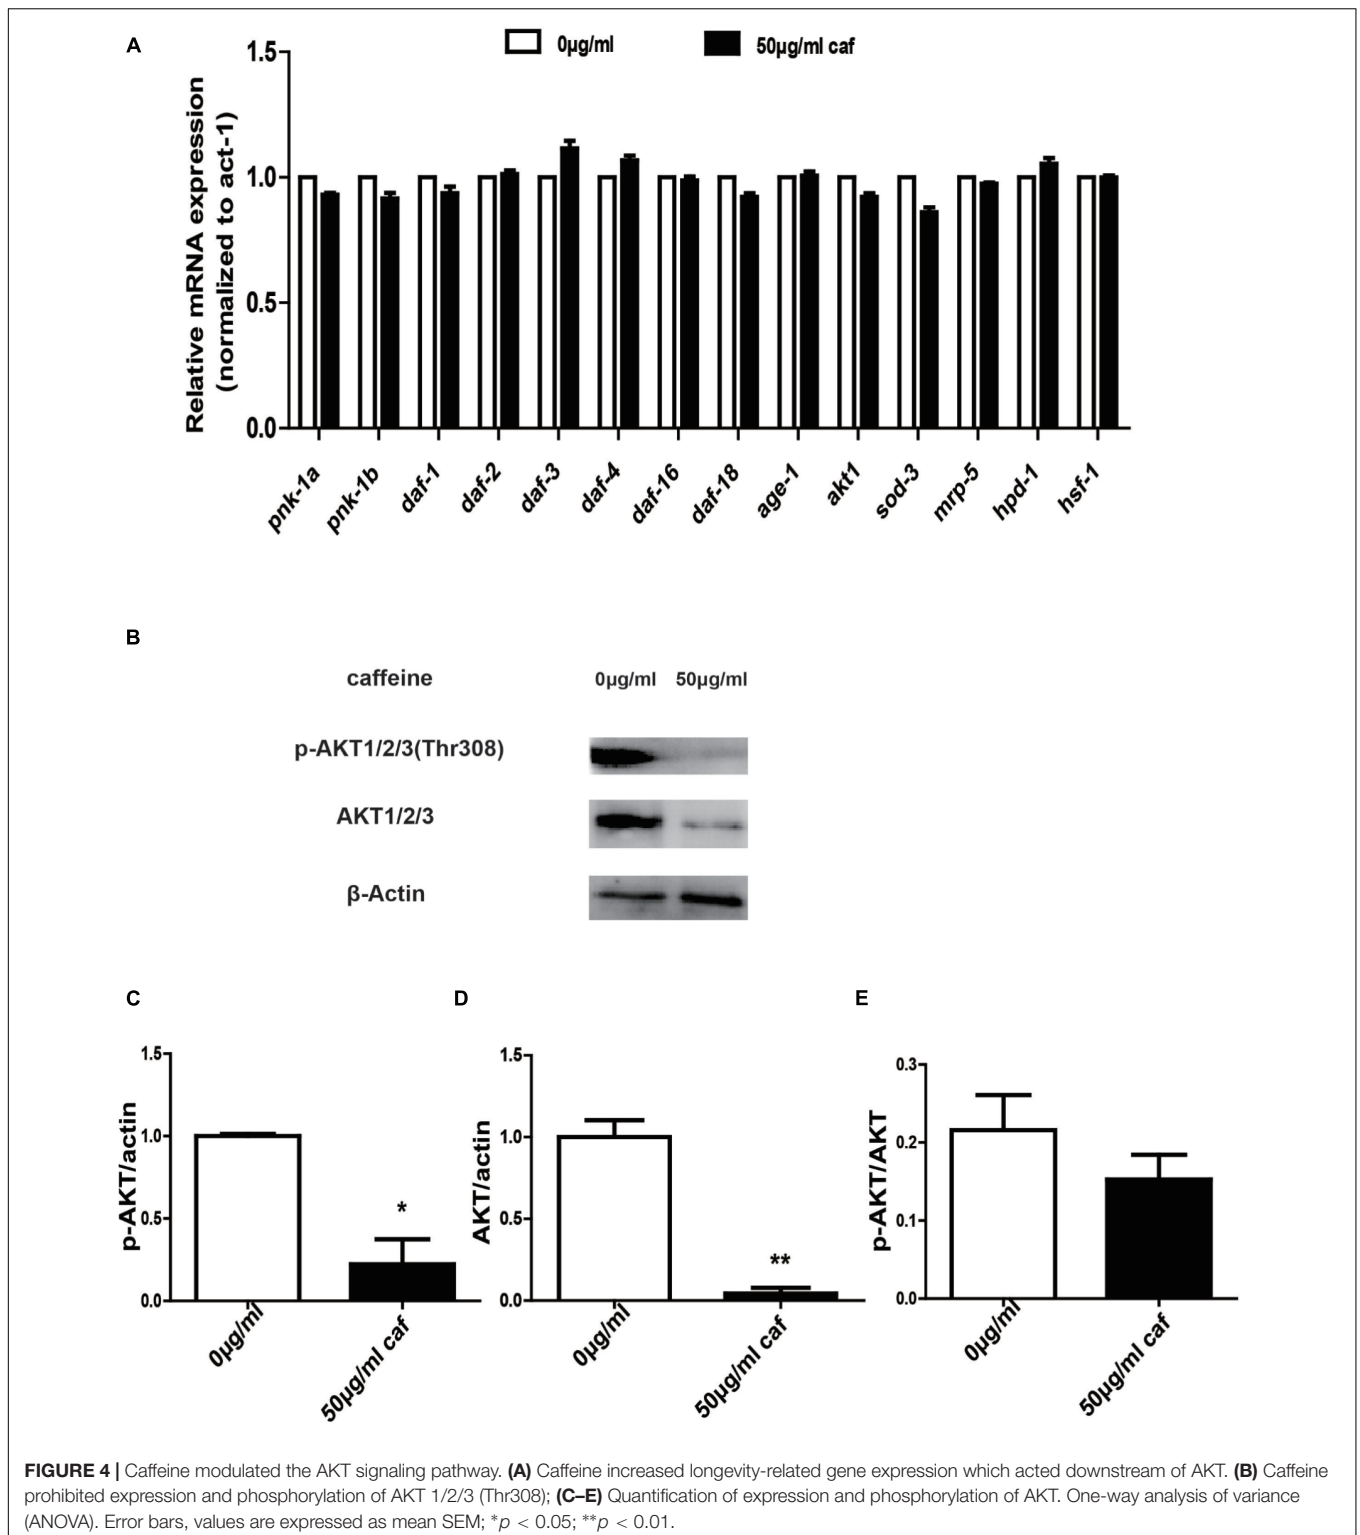 A
0µg/ml
50µg/ml caf
Relative mRNA expression
(normalized to act-1)
1.5
1.0
0.5
0.0
pnk-1a
pnk-1b
daf-1
daf-2
daf-3
daf-4
daf-16
daf-18
age-1
akt1
sod-3
mrp-5
hpd-1
hsf-1
B
caffeine
0µg/ml
50µg/ml
p-AKT1/2/3(Thr308)
AKT1/2/3
β-Actin
C
p-AKT/actin
1.5
1.0
0.5
0.0
*
0µg/ml
50µg/ml caf
D
AKT/actin
1.5
1.0
0.5
0.0
**
0µg/ml
50µg/ml caf
E
p-AKT/AKT
0.3
0.2
0.1
0.0
0µg/ml
50µg/ml caf
FIGURE 4 | Caffeine modulated the AKT signaling pathway. (A) Caffeine increased longevity-related gene expression which acted downstream of AKT. (B) Caffeine
prohibited expression and phosphorylation of AKT 1/2/3 (Thr308); (C–E) Quantification of expression and phosphorylation of AKT. One-way analysis of variance
(ANOVA). Error bars, values are expressed as mean SEM; *p < 0.05; **p < 0.01.